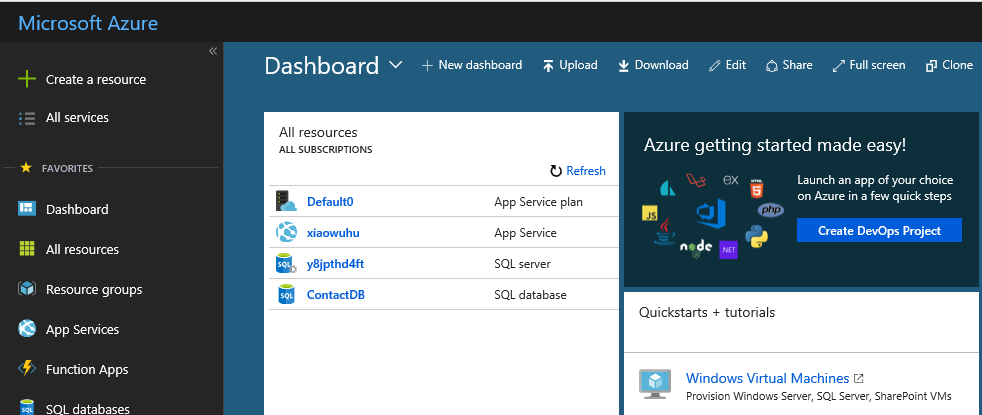 Microsoft Azure
«
Create a resource
All services
FAVORITES
Dashboard
All resources
Resource groups
App Services
Function Apps
SQL databases
Dashboard
New dashboard
Upload
Download
Edit
Share
Full screen
Clone
All resources
ALL SUBSCRIPTIONS
Refresh
Default0 App Service plan
xiaowuhu App Service
SQL y8jpthd4ft SQL server
SQL ContactDB SQL database
Azure getting started made easy!
EX
HTML
JS
php
node
.NET
Launch an app of your choice
on Azure in a few quick steps
Create DevOps Project
Quickstarts + tutorials
Windows Virtual Machines
Provision Windows Server, SQL Server, SharePoint VMs